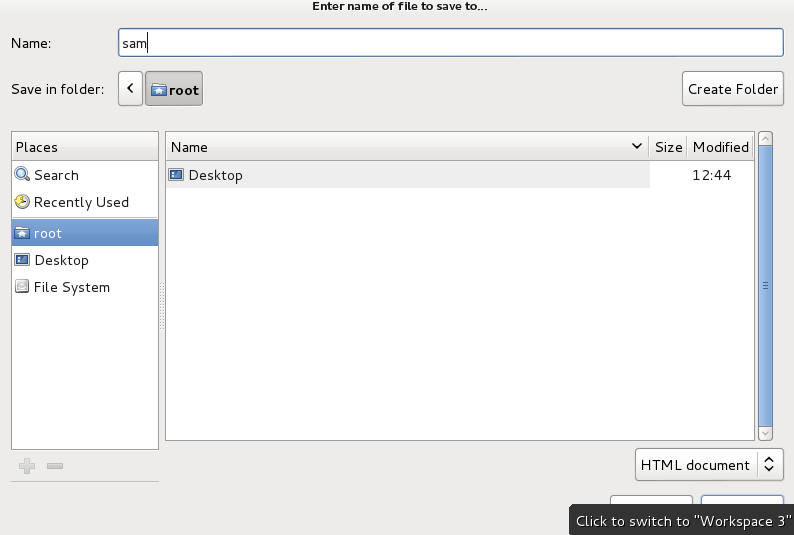 Enter name of file to save to...
Name: sam
Save in folder: root Create Folder
Places Name Size Modified
Search Desktop 12:44
Recently Used
root
Desktop
File System
HTML document
Click to switch to "Workspace 3"